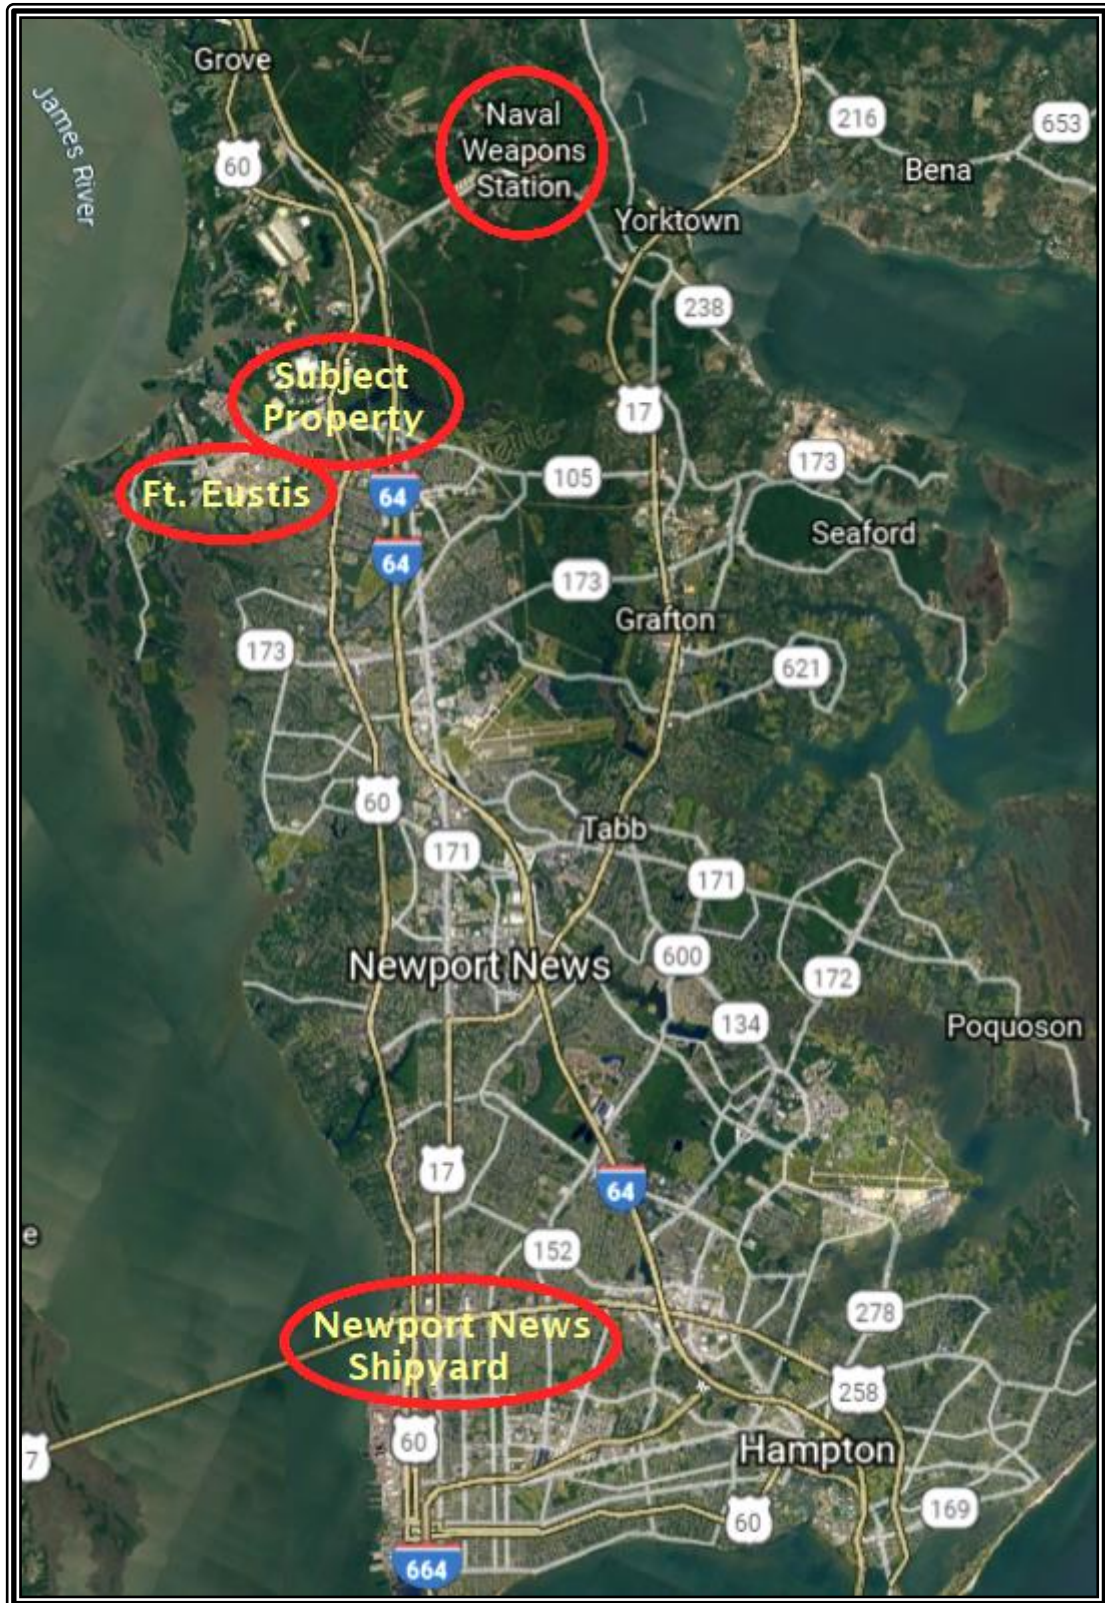 Grove
James River
60
Naval
Weapons
Station
216
653
Bena
Yorktown
238
Subject
Property
17
Ft. Eustis
64
105
173
Seaford
64
173
Grafton
173
621
60
Tabb
171
171
Newport News
600
172
134
Poquoson
17
64
e
152
278
Newport News
Shipyard
258
60
Hampton
7
169
60
664